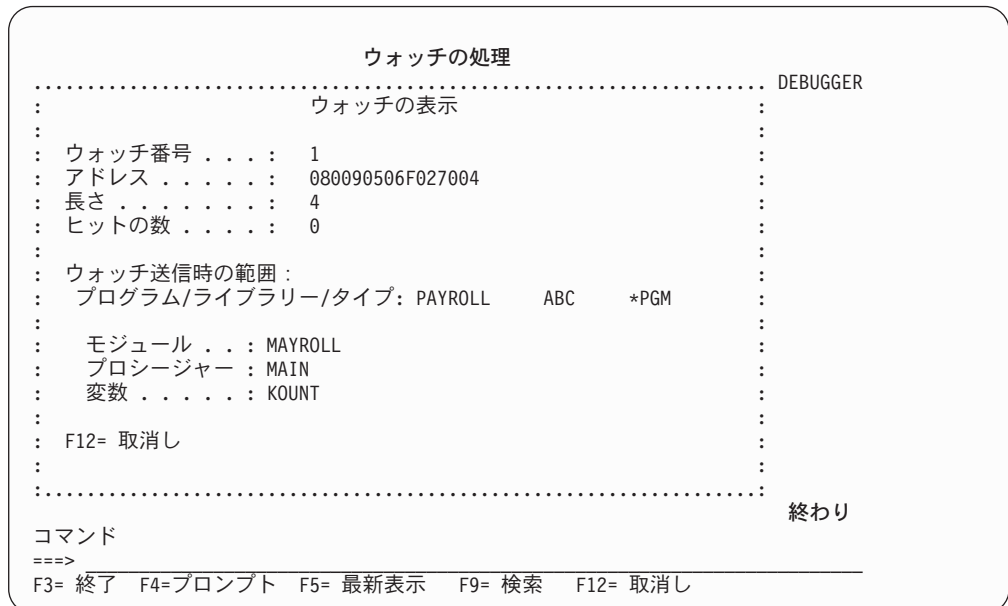 ウォッチの処理
..................................................................... DEBUGGER
: ウォッチの表示 :
: :
: ウォッチ番号 . . . : 1 :
: アドレス . . . . . : 080090506F027004 :
: 長さ . . . . . . . : 4 :
: ヒットの数 . . . . : 0 :
: :
: ウォッチ送信時の範囲 : :
: プログラム/ライブラリー/タイプ: PAYROLL ABC *PGM :
: :
: モジュール . . : MAYROLL :
: プロシージャー : MAIN :
: 変数 . . . . . : KOUNT :
: :
: F12= 取消し :
: :
:...................................................................:
終わり
コマンド
===> 
F3= 終了 F4=プロンプト F5= 最新表示 F9= 検索 F12= 取消し